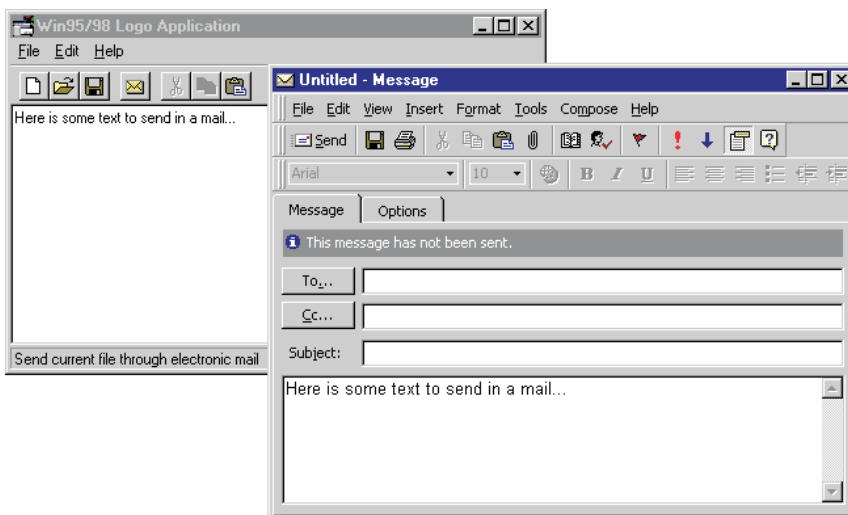 Win95/98 Logo Application
File Edit Help
Here is some text to send in a mail...
Send current file through electronic mail
Untitled - Message
File Edit View Insert Format Tools Compose Help
Send
Arial 10 B I U
Message Options
This message has not been sent.
To...
Cc...
Subject:
Here is some text to send in a mail...